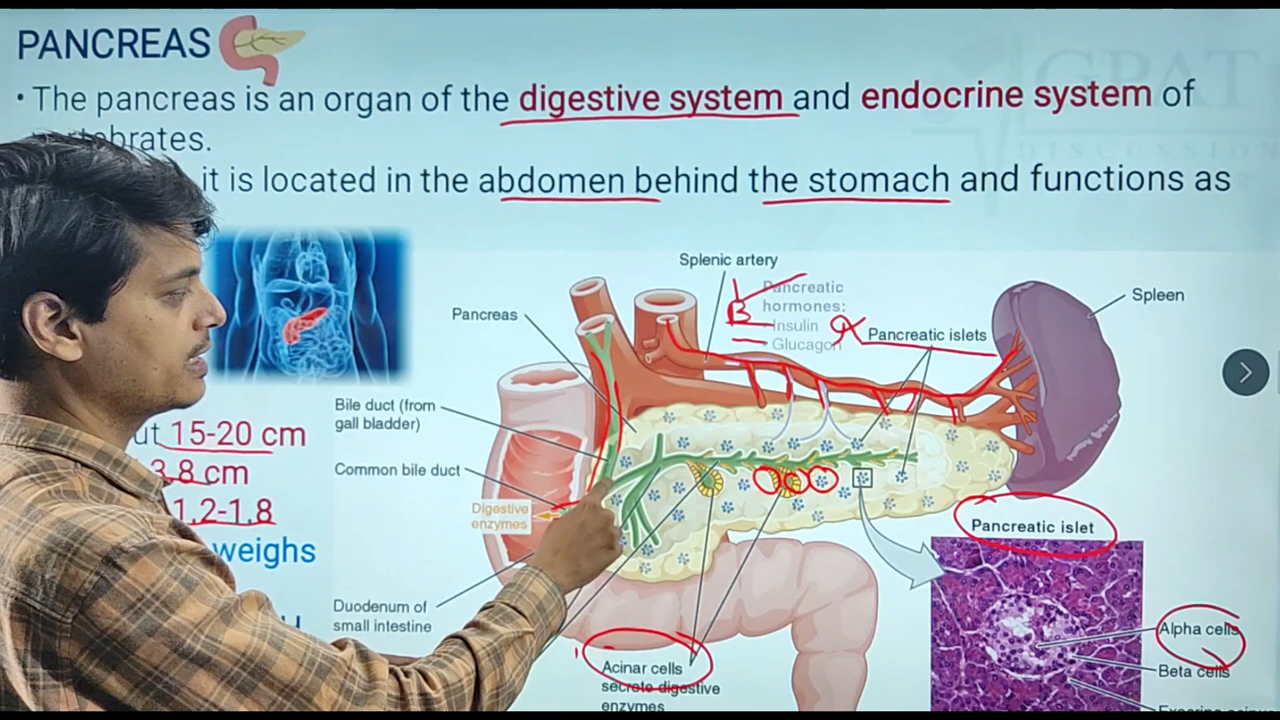 PANCREAS
• The pancreas is an organ of the digestive system and endocrine system of
vertebrates.
it is located in the abdomen behind the stomach and functions as
Splenic artery
Pancreatic
hormones:
- Insulin
- Glucagon
B
α
Pancreatic islets
Spleen
Pancreas
Bile duct (from
gall bladder)
Common bile duct
15-20 cm
3.8 cm
1.2-1.8
weighs
Digestive
enzymes
Duodenum of
small intestine
Acinar cells
secrete digestive
enzymes
Pancreatic islet
Alpha cells
Beta cells
GPAT
DISCUSSION